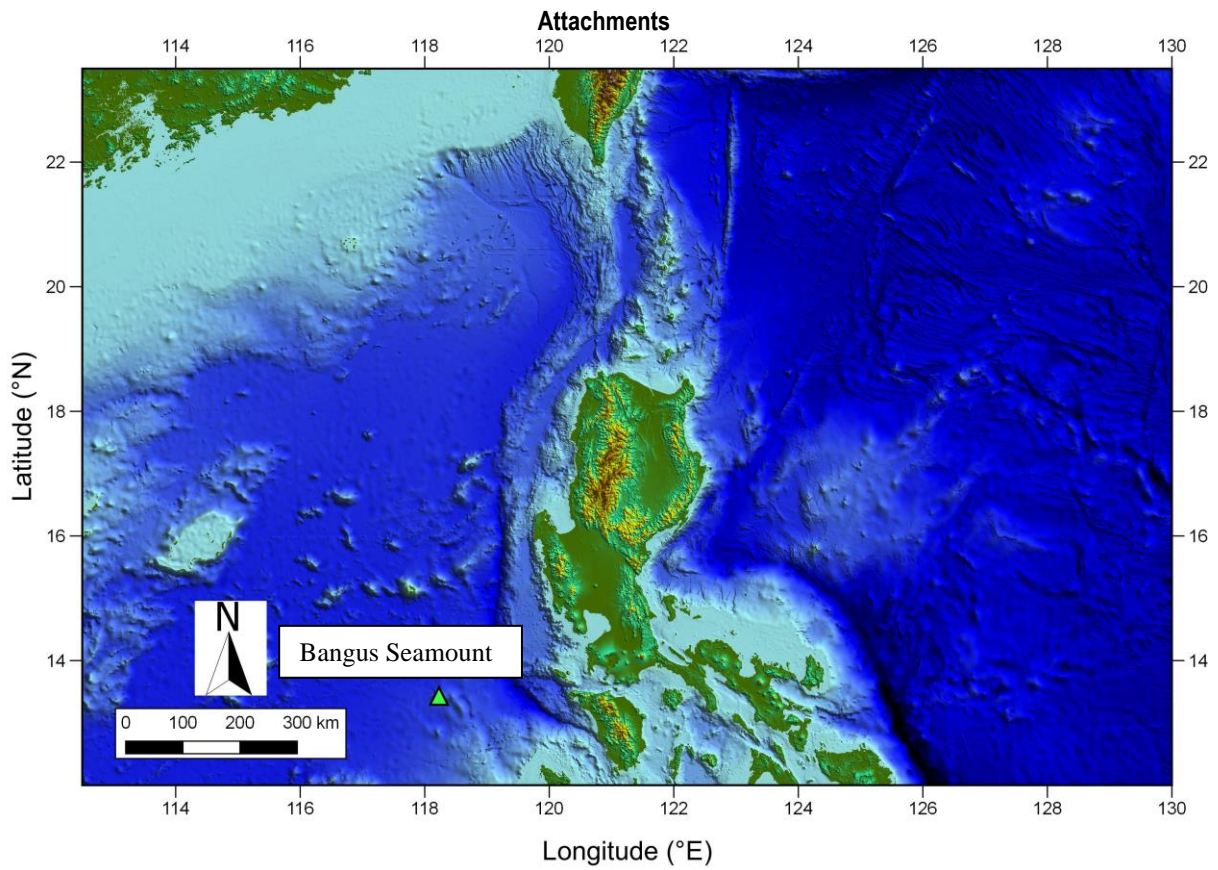 Attachments
114 116 118 120 122 124 126 128 130
22 22
20 20
18 18
16 16
14 14
Latitude (°N)
N
Bangus Seamount
0 100 200 300 km
114 116 118 120 122 124 126 128 130
Longitude (°E)